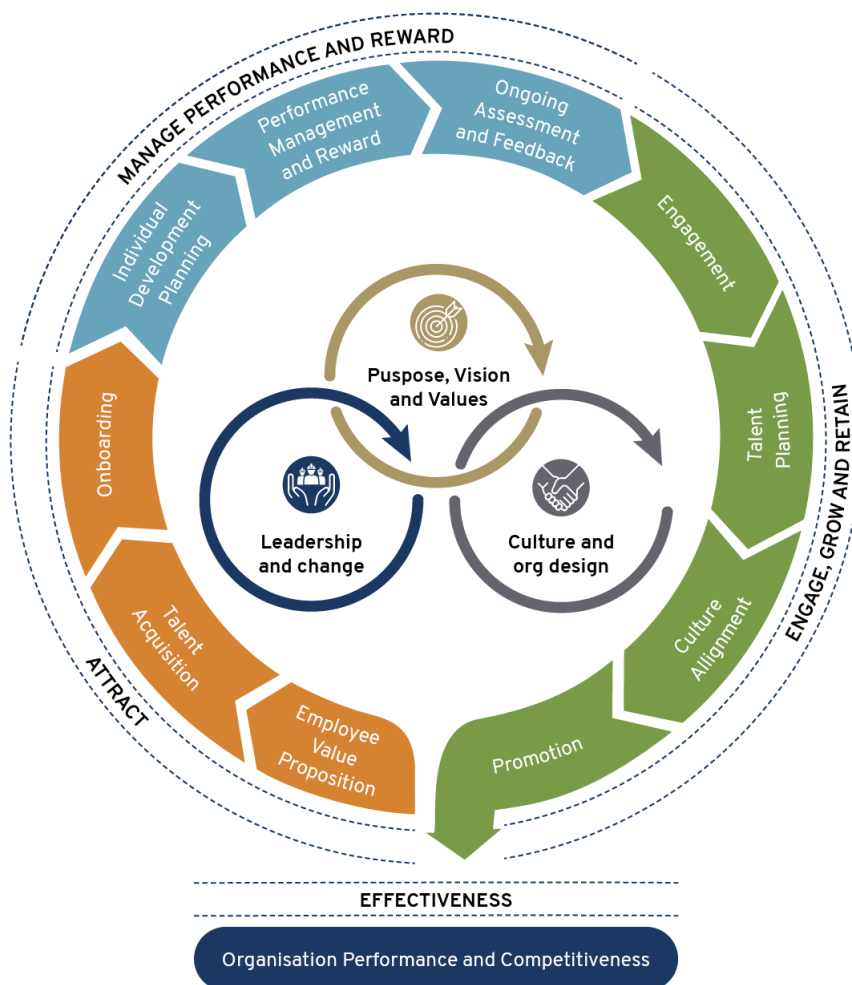 MANAGE PERFORMANCE AND REWARD
Individual
Development
Planning
Performance
Management
and Reward
Ongoing
Assessment
and Feedback
Engagement
Talent
Planning
Culture
Allignment
Promotion
ENGAGE, GROW AND RETAIN
Onboarding
Talent
Acquisition
Employee
Value
Proposition
ATTRACT
Puspose, Vision
and Values
Leadership
and change
Culture and
org design
EFFECTIVENESS
Organisation Performance and Competitiveness